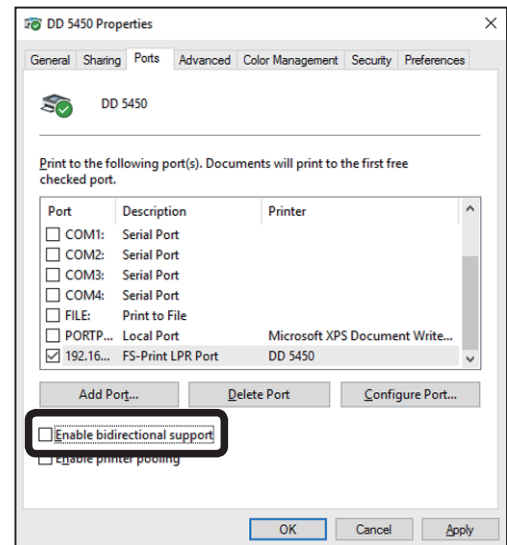 DD 5450 Properties
General Sharing Ports Advanced Color Management Security Preferences
DD 5450
Print to the following port(s). Documents will print to the first free
checked port.
Port Description Printer
COM1: Serial Port
COM2: Serial Port
COM3: Serial Port
COM4: Serial Port
FILE: Print to File
PORTP... Local Port Microsoft XPS Document Write...
192.16... FS-Print LPR Port DD 5450
Add Port... Delete Port Configure Port...
Enable bidirectional support
Enable printer pooling
OK Cancel Apply